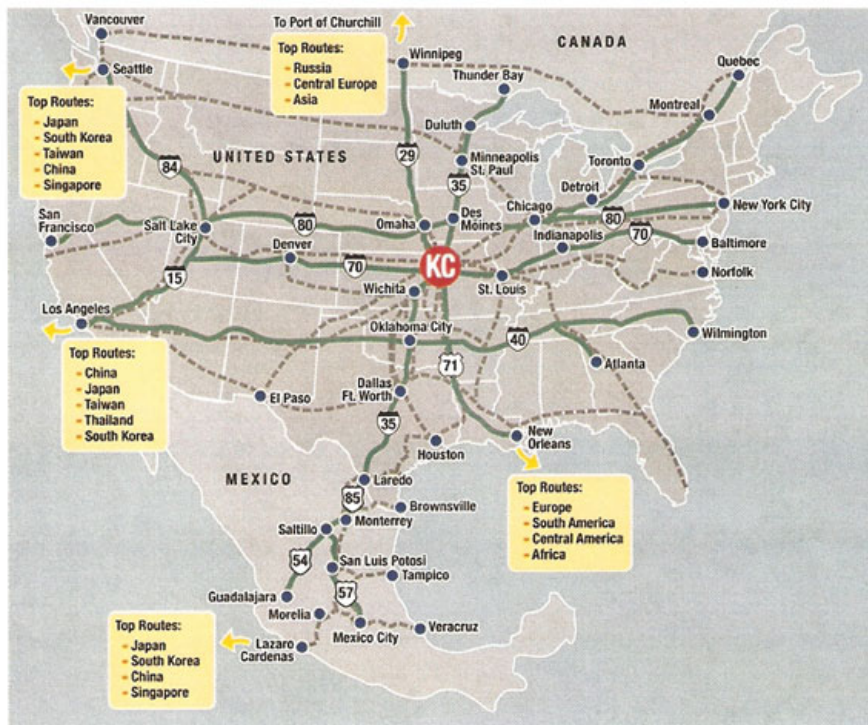 Vancouver
To Port of Churchill
CANADA
Top Routes:
- Russia
- Central Europe
- Asia
Winnipeg
Thunder Bay
Quebec
Seattle
Montreal
Top Routes:
- Japan
- South Korea
- Taiwan
- China
- Singapore
Duluth
UNITED STATES
84
29
Minneapolis
St. Paul
35
Toronto
Detroit
San
Francisco
Salt Lake
City
80
Omaha
Des
Moines
Chicago
80
New York City
Indianapolis
70
Baltimore
Denver
70
KC
15
Wichita
St. Louis
Norfolk
Los Angeles
Oklahoma City
40
Wilmington
Top Routes:
- China
- Japan
- Taiwan
- Thailand
- South Korea
71
Atlanta
El Paso
Dallas
Ft. Worth
35
New
Orleans
Houston
MEXICO
Laredo
85
Brownsville
Top Routes:
- Europe
- South America
- Central America
- Africa
Monterrey
Saltillo
54
San Luis Potosi
Tampico
57
Guadalajara
Morelia
Mexico City
Veracruz
Lazaro
Cardenas
Top Routes:
- Japan
- South Korea
- China
- Singapore